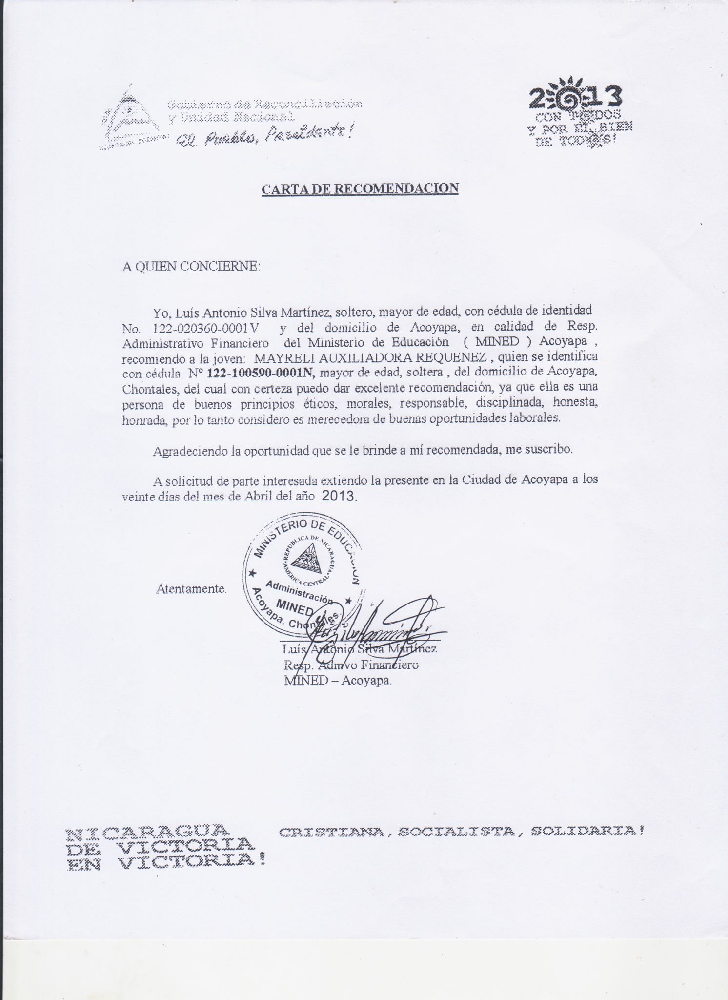 Gobierno de Reconciliación
y Unidad Nacional
El Pueblo, Presidente!
2013
CON TODOS
Y POR EL BIEN
DE TODOS!
CARTA DE RECOMENDACION
A QUIEN CONCIERNE:
Yo, Luís Antonio Silva Martínez, soltero, mayor de edad, con cédula de identidad
No. 122-020360-0001V y del domicilio de Acoyapa, en calidad de Resp.
Administrativo Financiero del Ministerio de Educación ( MINED ) Acoyapa ,
recomiendo a la joven: MAYRELI AUXILIADORA REQUENEZ , quien se identifica
con cédula Nº 122-100590-0001N, mayor de edad, soltera , del domicilio de Acoyapa,
Chontales, del cual con certeza puedo dar excelente recomendación, ya que ella es una
persona de buenos principios éticos, morales, responsable, disciplinada, honesta,
honrada, por lo tanto considero es merecedora de buenas oportunidades laborales.
Agradeciendo la oportunidad que se le brinde a mí recomendada, me suscribo.
A solicitud de parte interesada extiendo la presente en la Ciudad de Acoyapa a los
veinte días del mes de Abril del año 2013.
MINISTERIO DE EDUCACION
REPUBLICA DE NICARAGUA
AMERICA CENTRAL
Administración
MINED
Acoyapa, Chontales.
Atentamente.
Luís Antonio Silva Martínez
Resp. Admvo Financiero
MINED – Acoyapa.
NICARAGUA
DE VICTORIA
EN VICTORIA!
CRISTIANA, SOCIALISTA, SOLIDARIA!